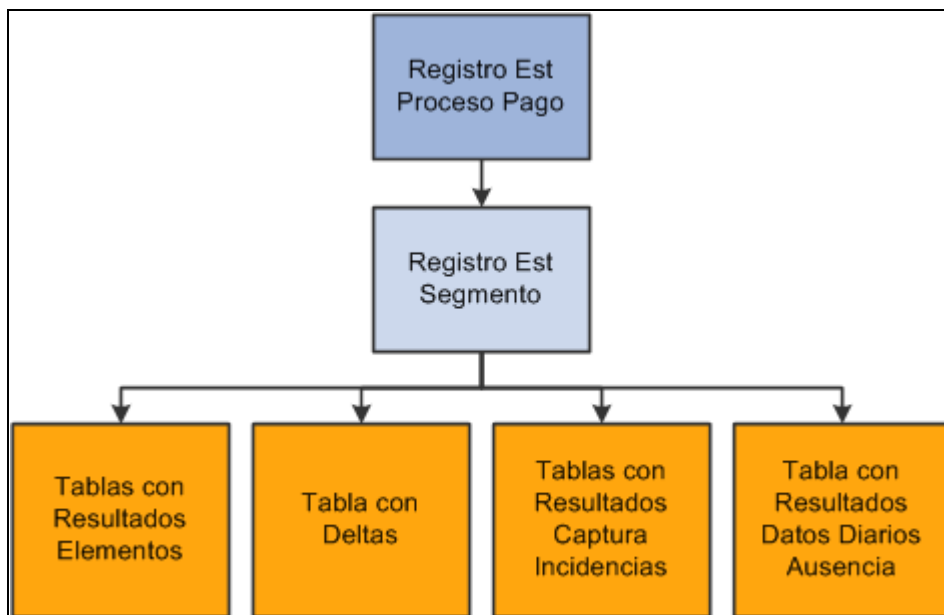 Registro Est
Proceso Pago
Registro Est
Segmento
Tablas con
Resultados
Elementos
Tabla con
Deltas
Tablas con
Resultados
Captura
Incidencias
Tabla con
Resultados
Datos Diarios
Ausencia